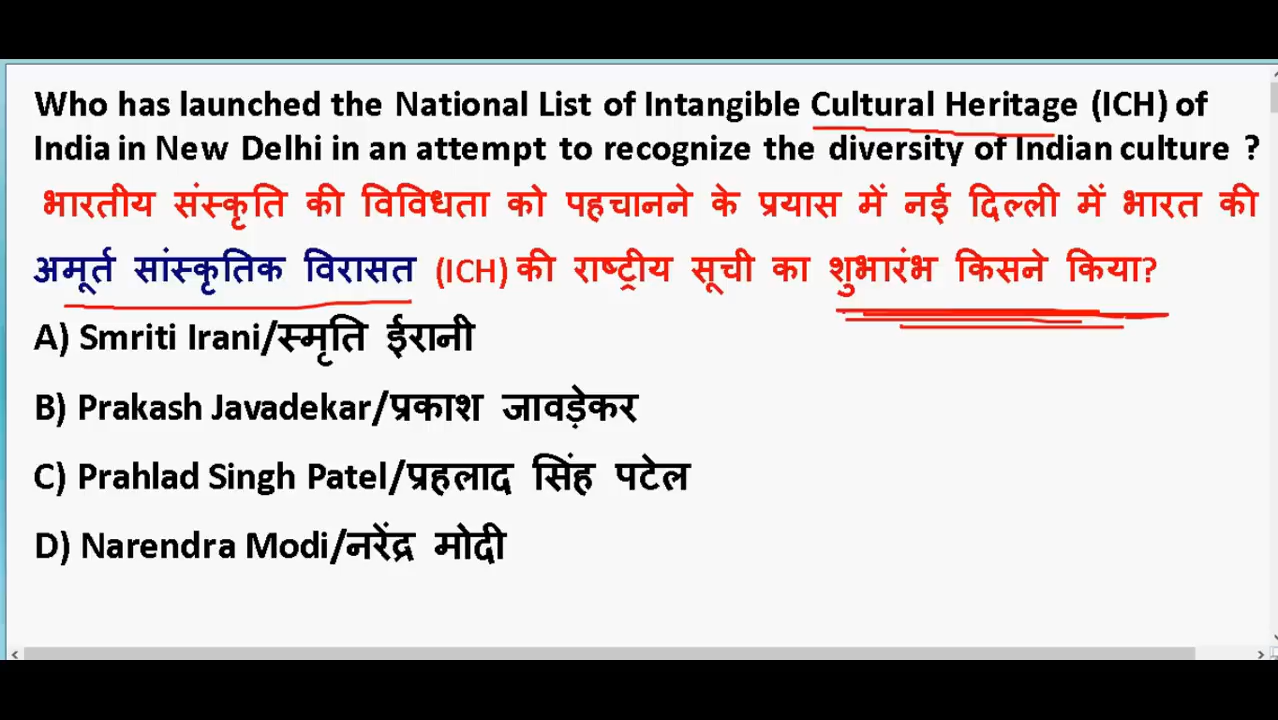 Who has launched the National List of Intangible Cultural Heritage (ICH) of
India in New Delhi in an attempt to recognize the diversity of Indian culture ?
भारतीय संस्कृति की विविधता को पहचानने के प्रयास में नई दिल्ली में भारत की
अमूर्त सांस्कृतिक विरासत (ICH) की राष्ट्रीय सूची का शुभारंभ किसने किया?
A) Smriti Irani/स्मृति ईरानी
B) Prakash Javadekar/प्रकाश जावड़ेकर
C) Prahlad Singh Patel/प्रहलाद सिंह पटेल
D) Narendra Modi/नरेंद्र मोदी